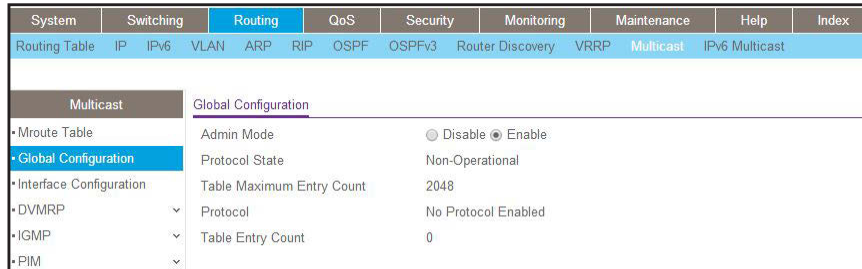 System Switching Routing QoS Security Monitoring Maintenance Help Index
Routing Table IP IPv6 VLAN ARP RIP OSPF OSPFv3 Router Discovery VRRP Multicast IPv6 Multicast
Multicast
Mroute Table
Global Configuration
Interface Configuration
DVMRP
IGMP
PIM
Global Configuration
Admin Mode Disable Enable
Protocol State Non-Operational
Table Maximum Entry Count 2048
Protocol No Protocol Enabled
Table Entry Count 0